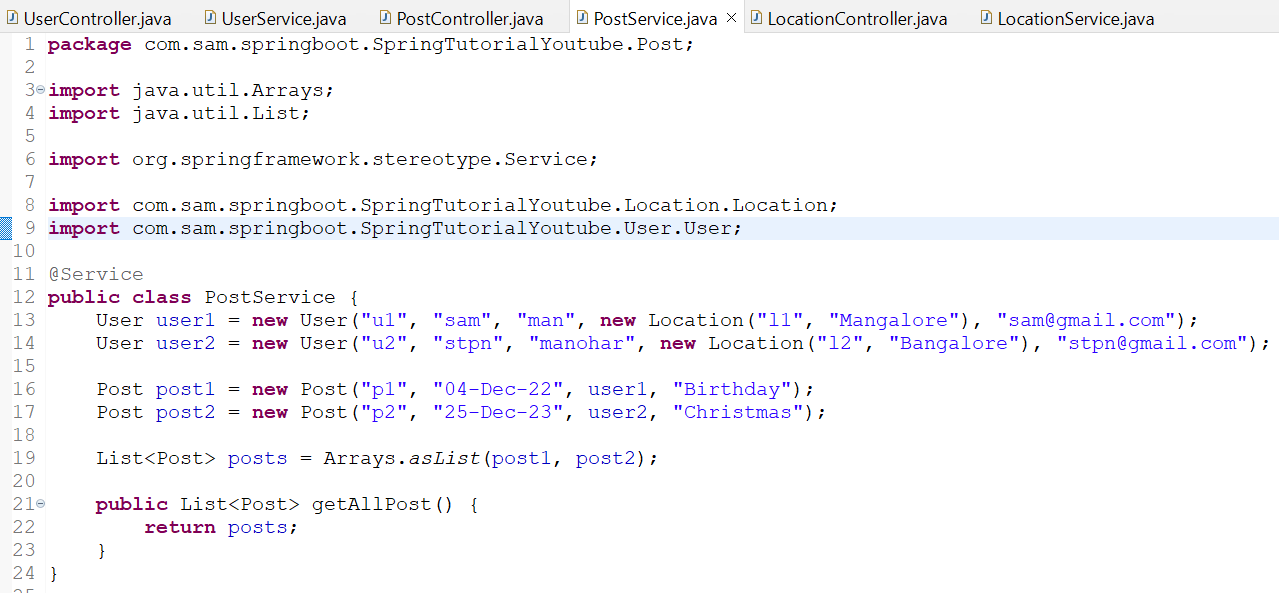 UserController.java UserService.java PostController.java PostService.java LocationController.java LocationService.java
1 package com.sam.springboot.SpringTutorialYoutube.Post;
2
3 import java.util.Arrays;
4 import java.util.List;
5
6 import org.springframework.stereotype.Service;
7
8 import com.sam.springboot.SpringTutorialYoutube.Location.Location;
9 import com.sam.springboot.SpringTutorialYoutube.User.User;
10
11 @Service
12 public class PostService {
13 User user1 = new User("u1", "sam", "man", new Location("l1", "Mangalore"), "sam@gmail.com");
14 User user2 = new User("u2", "stpn", "manohar", new Location("l2", "Bangalore"), "stpn@gmail.com");
15
16 Post post1 = new Post("p1", "04-Dec-22", user1, "Birthday");
17 Post post2 = new Post("p2", "25-Dec-23", user2, "Christmas");
18
19 List<Post> posts = Arrays.asList(post1, post2);
20
21 public List<Post> getAllPost() {
22 return posts;
23 }
24 }
25